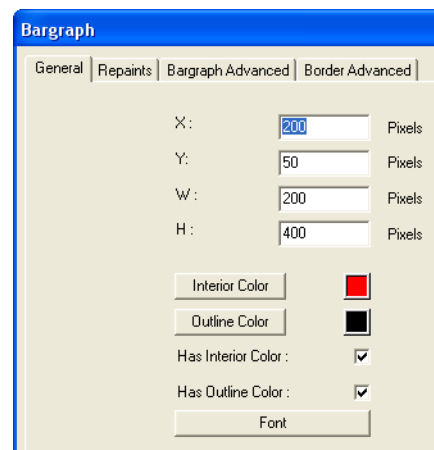 Bargraph
General Repaints Bargraph Advanced Border Advanced
X : 200 Pixels
Y: 50 Pixels
W : 200 Pixels
H : 400 Pixels
Interior Color
Outline Color
Has Interior Color :
Has Outline Color :
Font